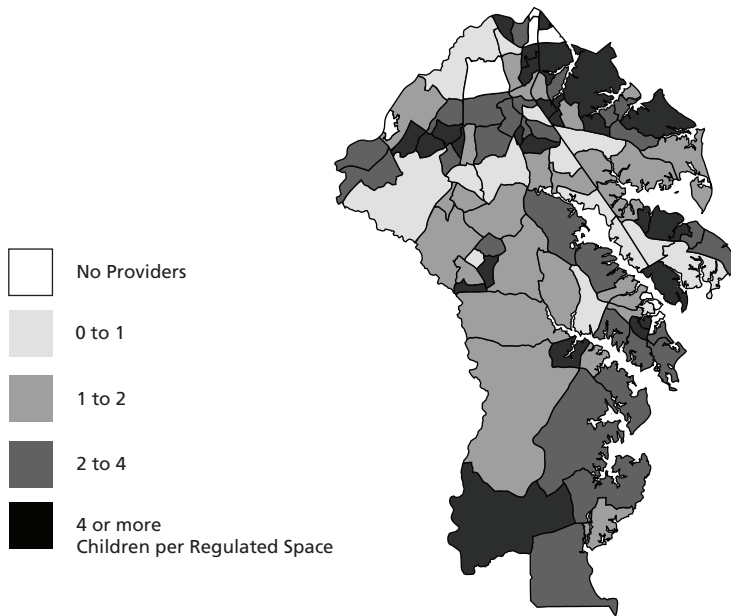 No Providers
0 to 1
1 to 2
2 to 4
4 or more
Children per Regulated Space